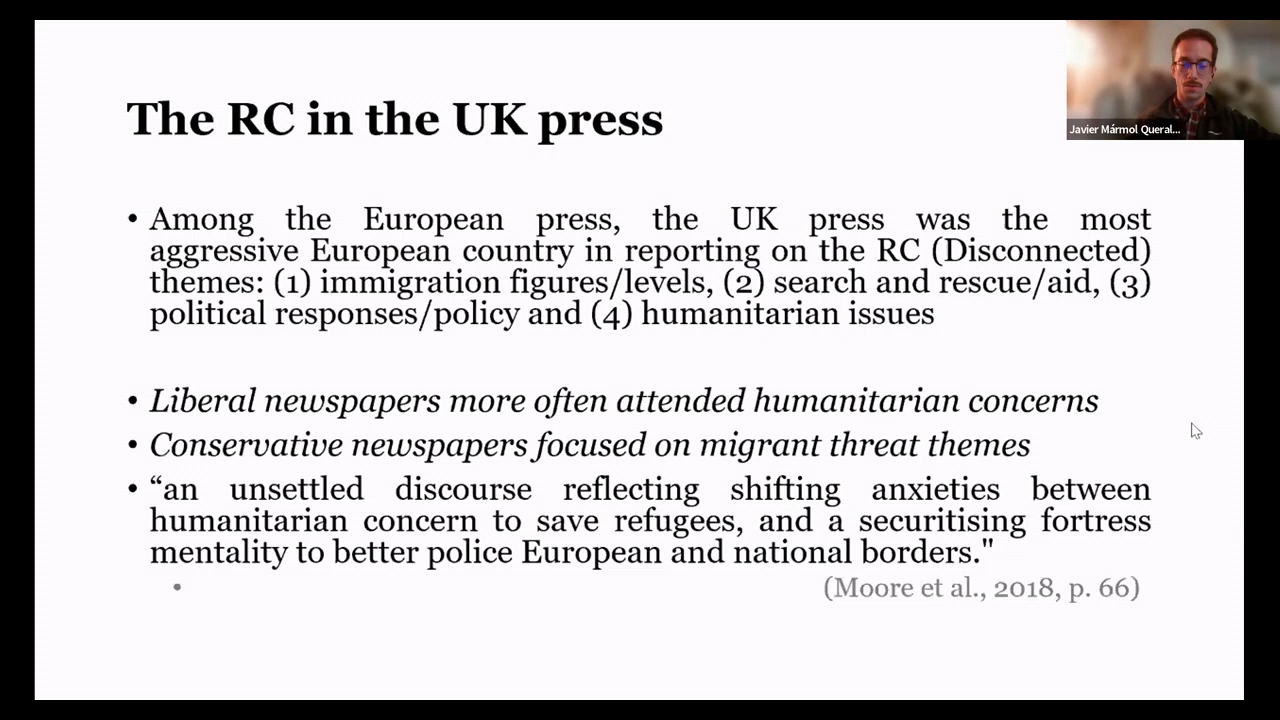 The RC in the UK press
Javier Mármol Queral...
• Among the European press, the UK press was the most
aggressive European country in reporting on the RC (Disconnected)
themes: (1) immigration figures/levels, (2) search and rescue/aid, (3)
political responses/policy and (4) humanitarian issues
• Liberal newspapers more often attended humanitarian concerns
• Conservative newspapers focused on migrant threat themes
• “an unsettled discourse reflecting shifting anxieties between
humanitarian concern to save refugees, and a securitising fortress
mentality to better police European and national borders."
• (Moore et al., 2018, p. 66)